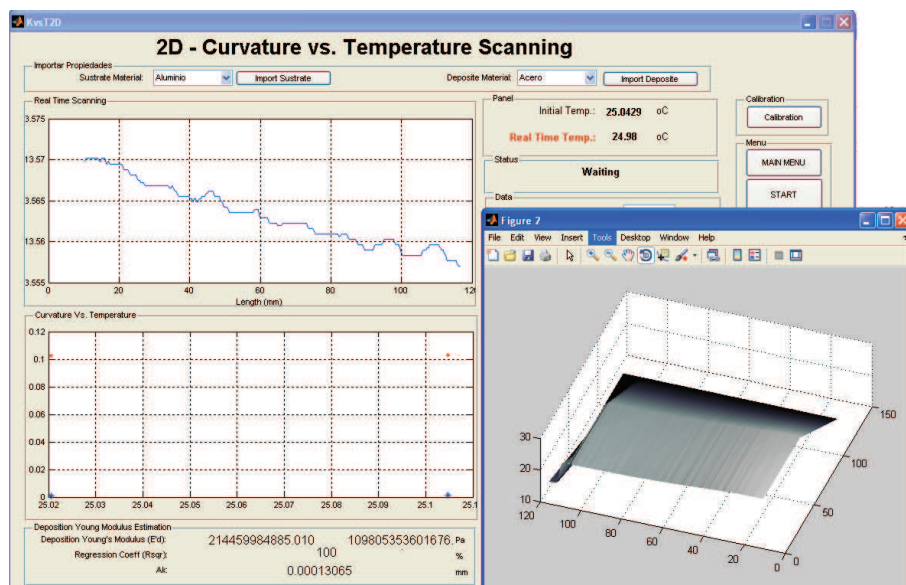 KvsT2D
2D - Curvature vs. Temperature Scanning
Importar Propiedades
Sustrate Material: Aluminio Import Sustrate Deposite Material: Acero Import Deposite
Real Time Scanning
3.575
13.57
13.565
13.56
3.555
0 20 40 60 80 100 12
Length (mm)
Panel
Initial Temp.: 25.0429 oC
Real Time Temp.: 24.98 oC
Status
Waiting
Data
Calibration
Calibration
Menu
MAIN MENU
START
Curvature Vs. Temperature
0.12
0.1
0.08
0.06
0.04
0.02
0
25.02 25.03 25.04 25.05 25.06 25.07 25.08 25.09 25.1 25.1
Deposition Young Modulus Estimation
Deposition Young's Modulus (E'd): 214459984885.010 109805353601676. Pa
Regression Coeff (Rsqr): 100 %
Δk: 0.00013065 mm
Figure 2
File Edit View Insert Tools Desktop Window Help
30
20
10
120 100 80 60 40 20 0
0 50 100 150